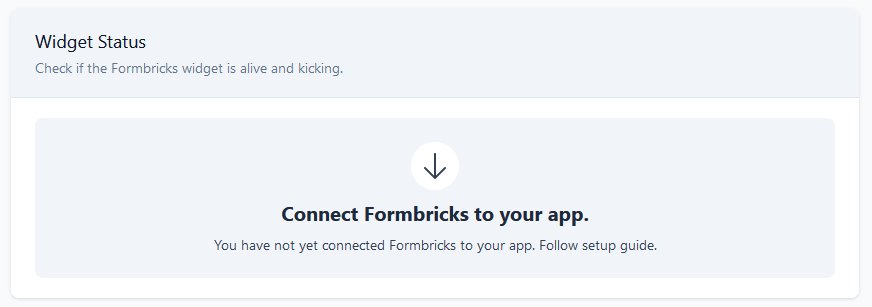 Widget Status
Check if the Formbricks widget is alive and kicking.
Connect Formbricks to your app.
You have not yet connected Formbricks to your app. Follow setup guide.